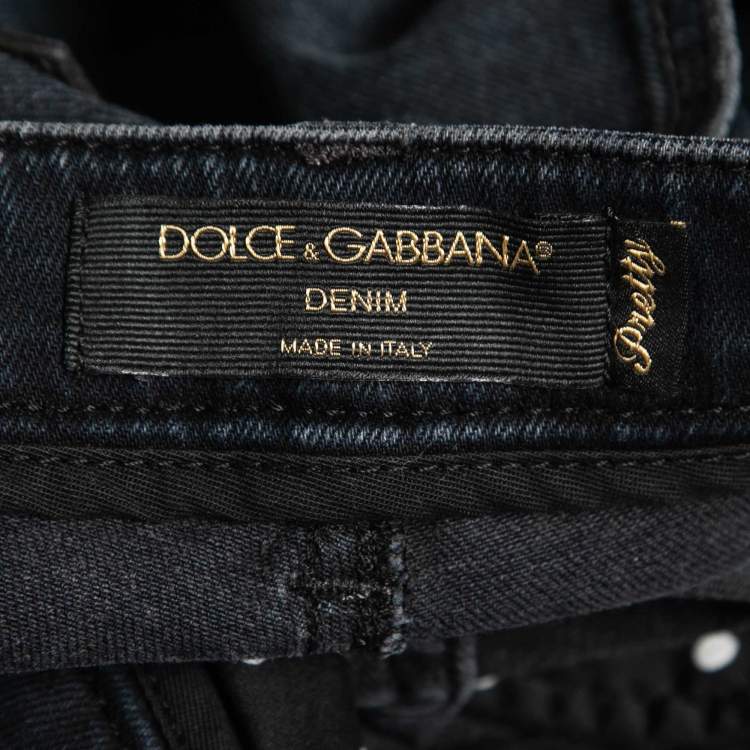 DOLCE & GABBANA®
DENIM
MADE IN ITALY
Pretty